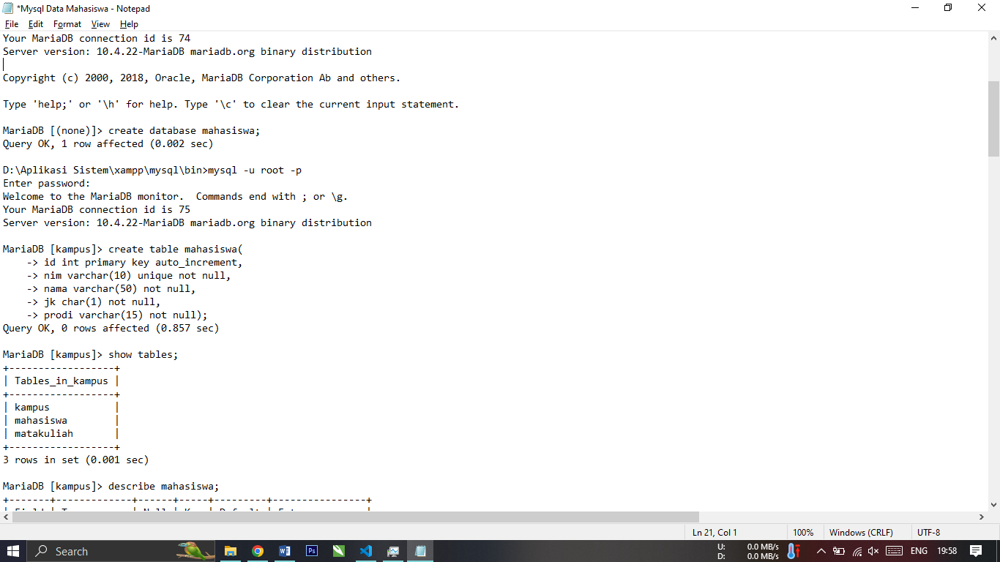 *Mysql Data Mahasiswa - Notepad
File Edit Format View Help
Your MariaDB connection id is 74
Server version: 10.4.22-MariaDB mariadb.org binary distribution
Copyright (c) 2000, 2018, Oracle, MariaDB Corporation Ab and others.
Type 'help;' or '\h' for help. Type '\c' to clear the current input statement.
MariaDB [(none)]> create database mahasiswa;
Query OK, 1 row affected (0.002 sec)
D:\Aplikasi Sistem\xampp\mysql\bin>mysql -u root -p
Enter password:
Welcome to the MariaDB monitor.  Commands end with ; or \g.
Your MariaDB connection id is 75
Server version: 10.4.22-MariaDB mariadb.org binary distribution
MariaDB [kampus]> create table mahasiswa(
    -> id int primary key auto_increment,
    -> nim varchar(10) unique not null,
    -> nama varchar(50) not null,
    -> jk char(1) not null,
    -> prodi varchar(15) not null);
Query OK, 0 rows affected (0.857 sec)
MariaDB [kampus]> show tables;
+------------------+
| Tables_in_kampus |
+------------------+
| kampus           |
| mahasiswa        |
| matakuliah       |
+------------------+
3 rows in set (0.001 sec)
MariaDB [kampus]> describe mahasiswa;
+-------+-------------+------+-----+---------+----------------+
Ln 21, Col 1 100% Windows (CRLF) UTF-8
Search Ps U: 0.0 MB/s ENG 19:58
D: 0.0 MB/s